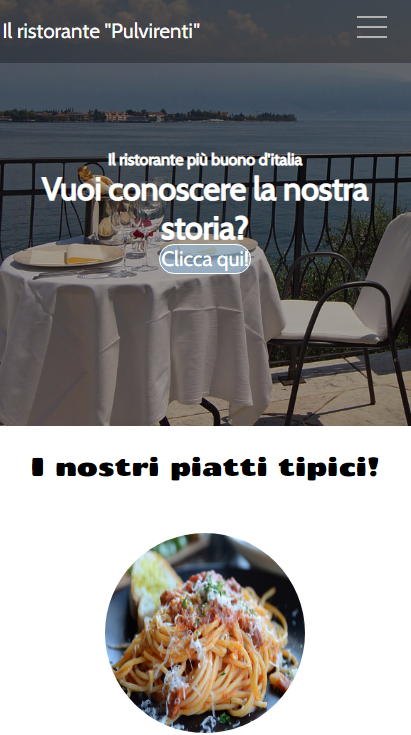 Il ristorante "Pulvirenti"
Il ristorante più buono d'italia
Vuoi conoscere la nostra
storia?
Clicca qui!
I nostri piatti tipici!